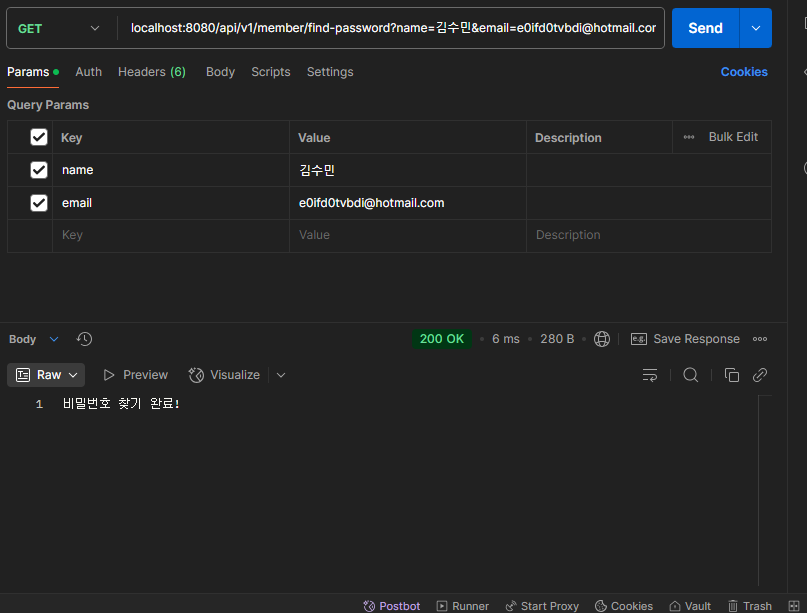 GET localhost:8080/api/v1/member/find-password?name=김수민&email=e0ifd0tvbdi@hotmail.cor Send
Params Auth Headers (6) Body Scripts Settings Cookies
Query Params
Key Value Description Bulk Edit
name 김수민
email e0ifd0tvbdi@hotmail.com
Key Value Description
Body 200 OK 6 ms 280 B e.g. Save Response
Raw Preview Visualize
1 비밀번호 찾기 완료!
Postbot Runner Start Proxy Cookies Vault Trash